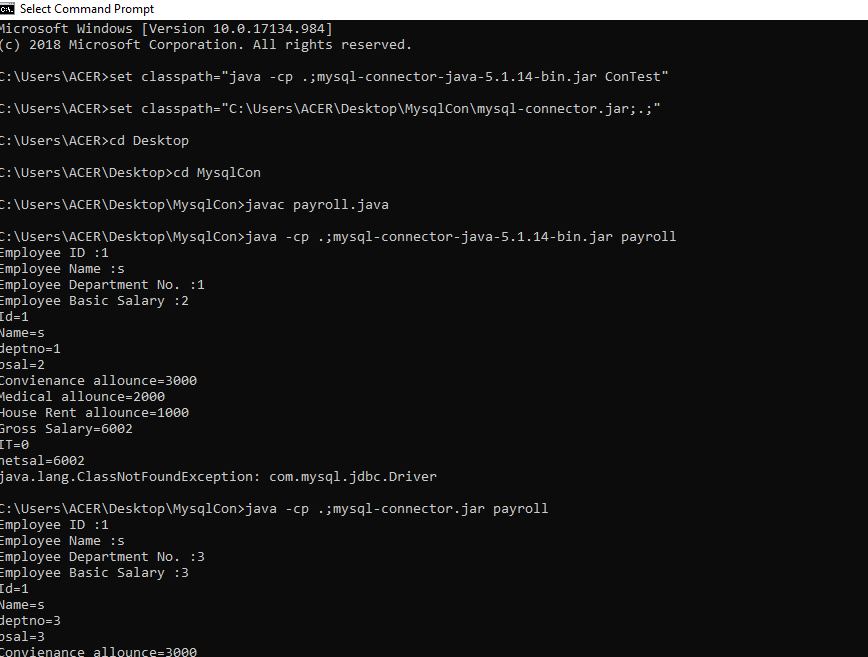 Select Command Prompt
Microsoft Windows [Version 10.0.17134.984]
(c) 2018 Microsoft Corporation. All rights reserved.
C:\Users\ACER>set classpath="java -cp .;mysql-connector-java-5.1.14-bin.jar ConTest"
C:\Users\ACER>set classpath="C:\Users\ACER\Desktop\MysqlCon\mysql-connector.jar;.;"
C:\Users\ACER>cd Desktop
C:\Users\ACER\Desktop>cd MysqlCon
C:\Users\ACER\Desktop\MysqlCon>javac payroll.java
C:\Users\ACER\Desktop\MysqlCon>java -cp .;mysql-connector-java-5.1.14-bin.jar payroll
Employee ID :1
Employee Name :s
Employee Department No. :1
Employee Basic Salary :2
Id=1
Name=s
deptno=1
bsal=2
Convienance allounce=3000
Medical allounce=2000
House Rent allounce=1000
Gross Salary=6002
IT=0
netsal=6002
java.lang.ClassNotFoundException: com.mysql.jdbc.Driver
C:\Users\ACER\Desktop\MysqlCon>java -cp .;mysql-connector.jar payroll
Employee ID :1
Employee Name :s
Employee Department No. :3
Employee Basic Salary :3
Id=1
Name=s
deptno=3
bsal=3
Convienance allounce=3000